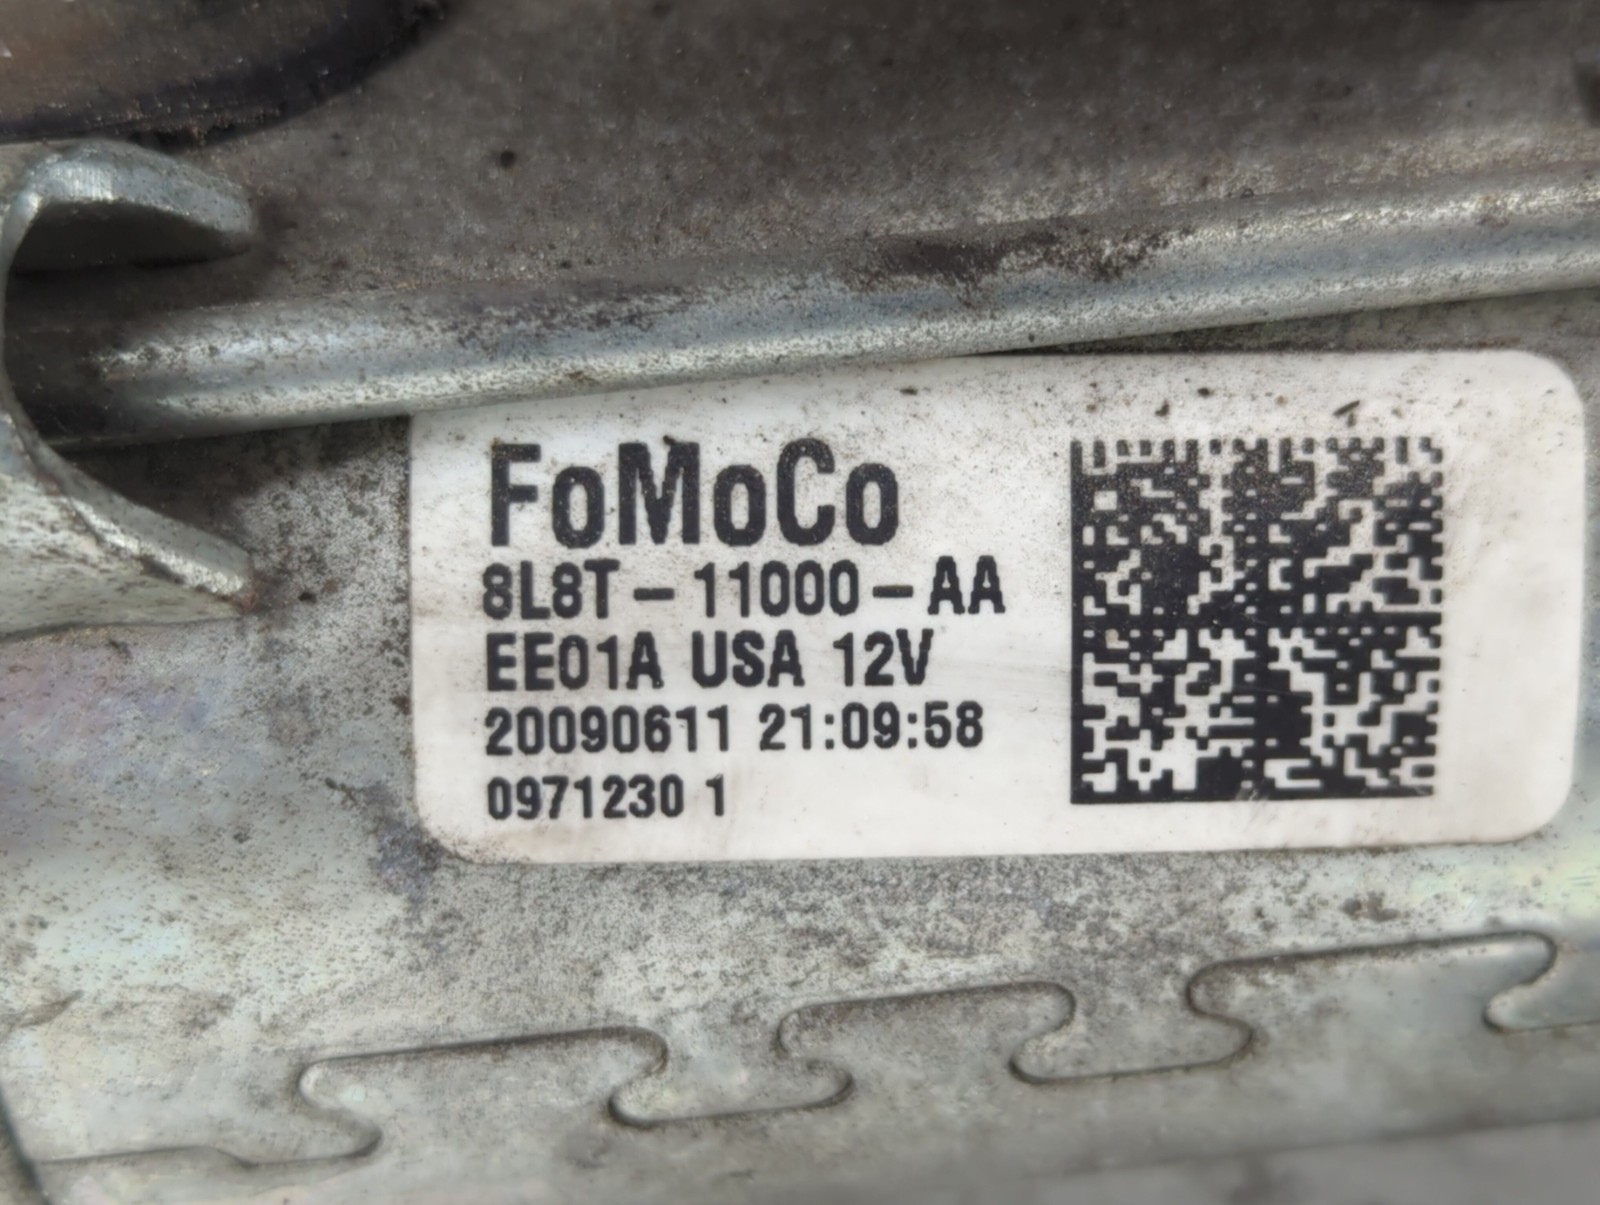 FoMoCo
8L8T-11000-AA
EE01A USA 12V
20090611 21:09:58
0971230 1